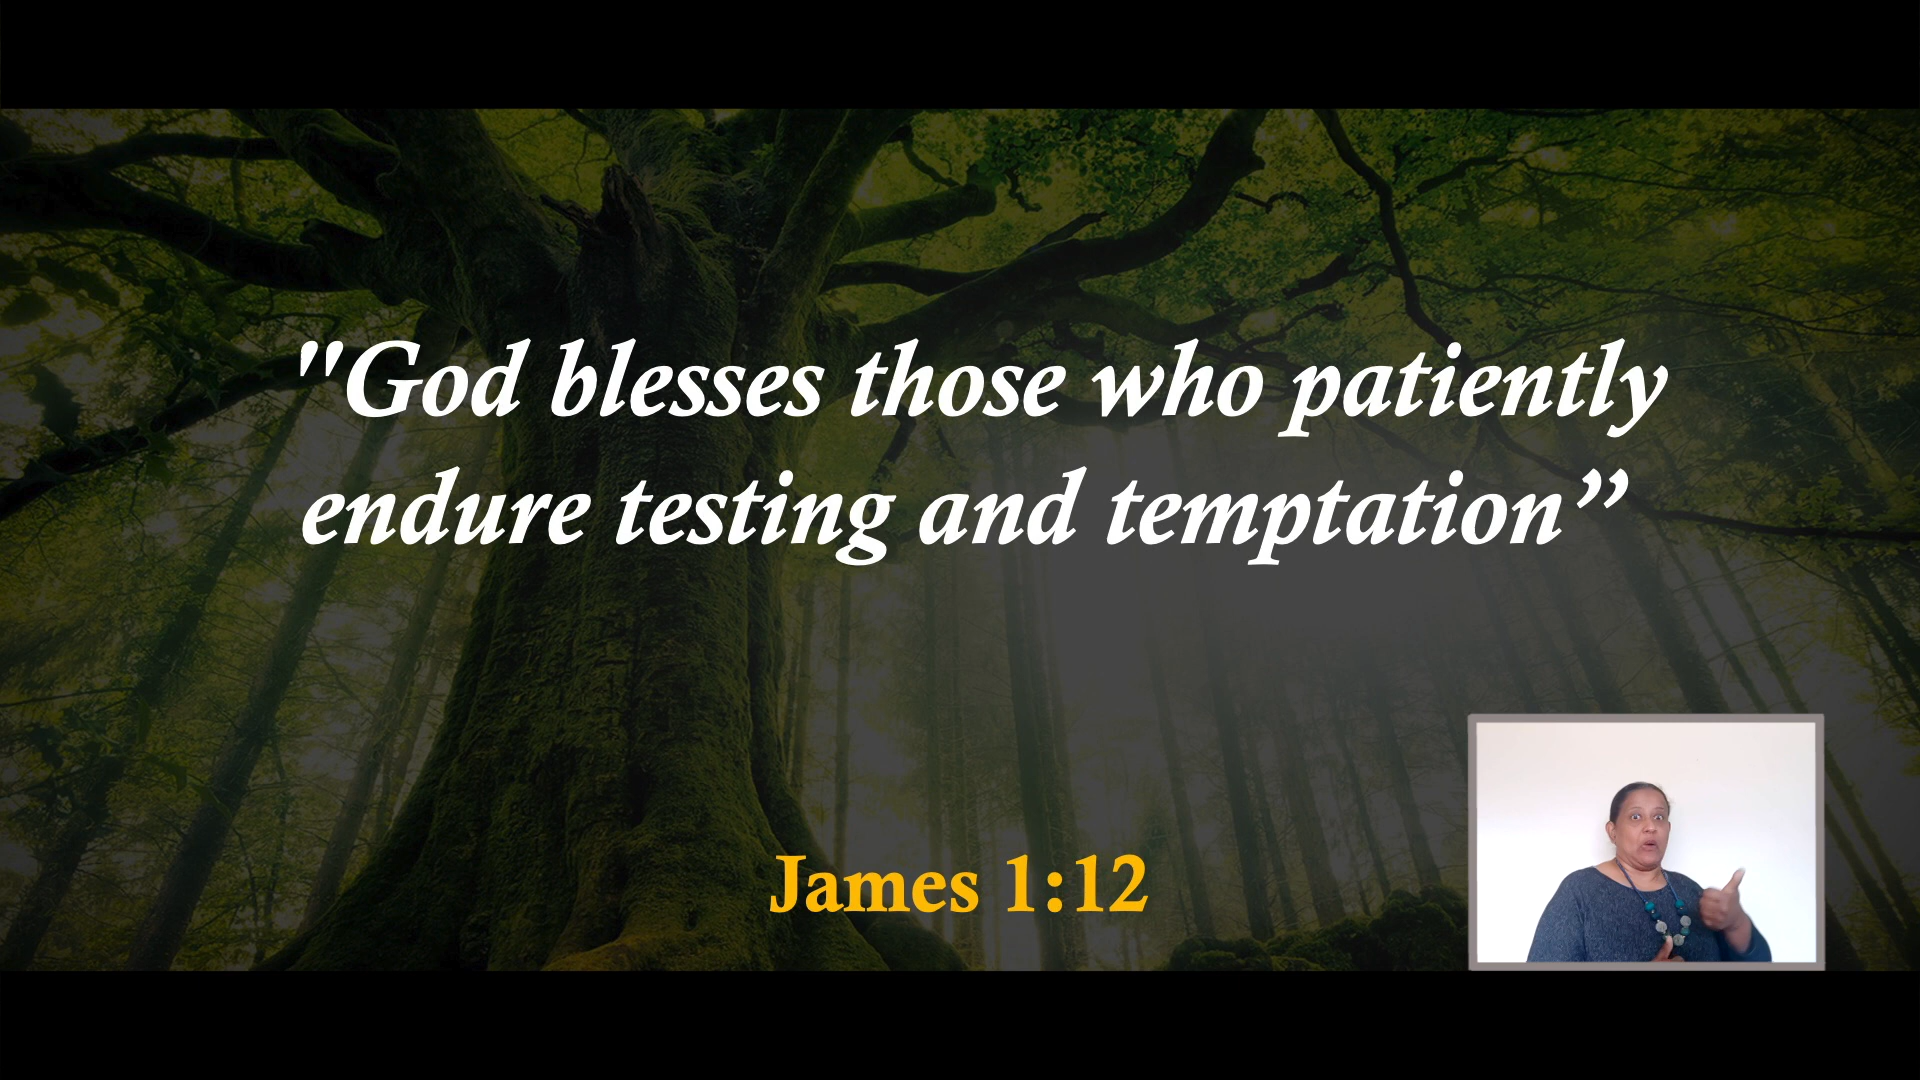 "God blesses those who patiently
endure testing and temptation”
James 1:12